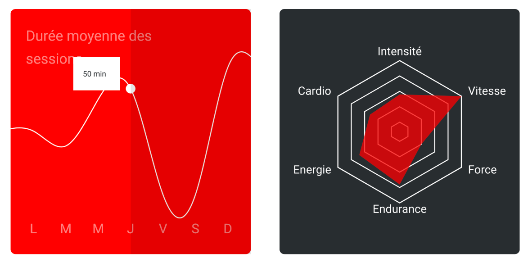 Durée moyenne des
sessions
50 min
L M M J V S D
Intensité
Cardio
Vitesse
Energie
Force
Endurance